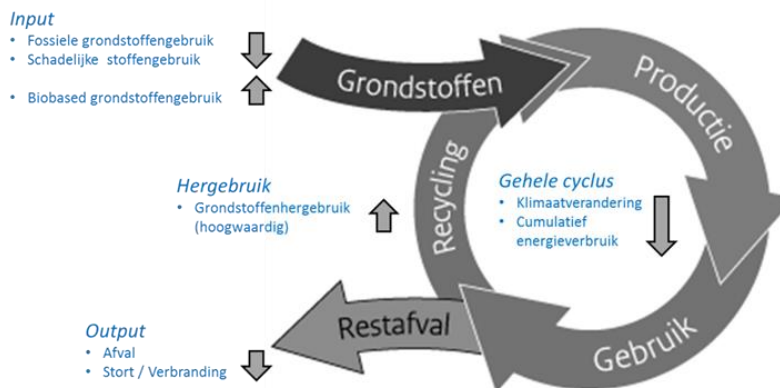 Input
• Fossiele grondstoffengebruik
• Schadelijke stoffengebruik
• Biobased grondstoffengebruik
Grondstoffen
Productie
Recycling
Hergebruik
• Grondstoffenhergebruik
(hoogwaardig)
Gehele cyclus
• Klimaatverandering
• Cumulatief
energieverbruik
Output
• Afval
• Stort / Verbranding
Restafval
Gebruik